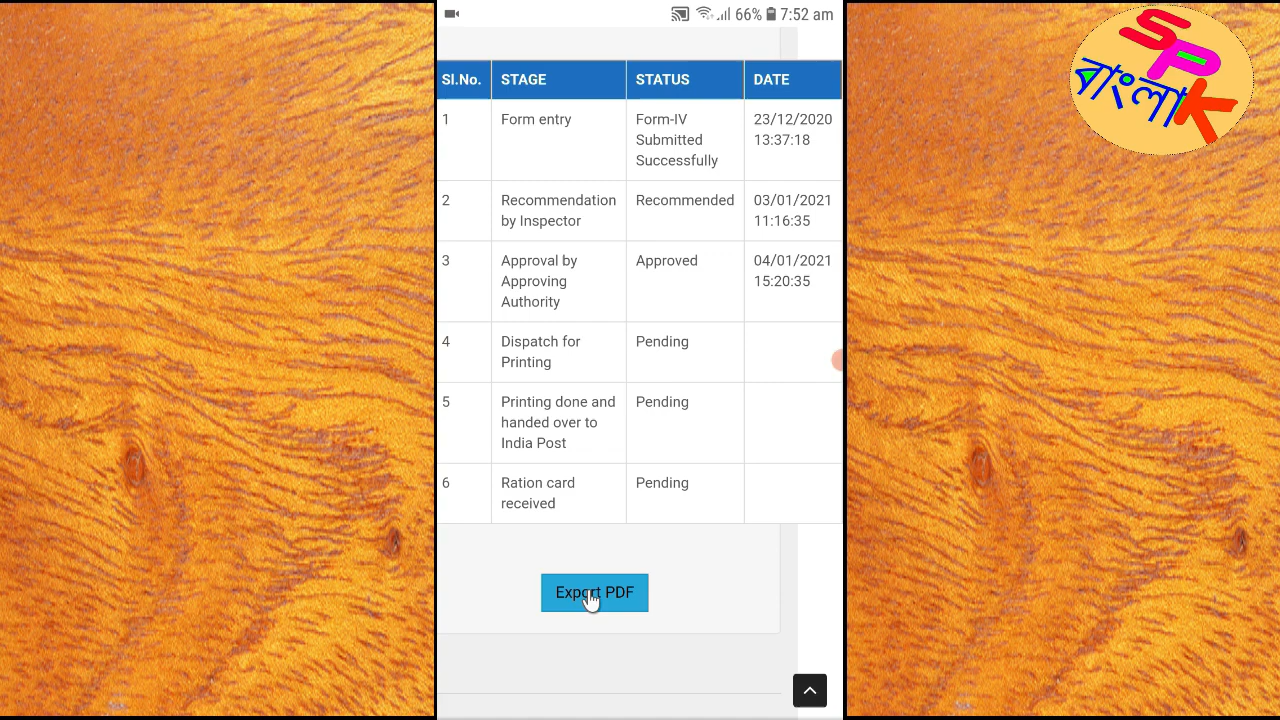 66% 7:52 am
SI.No. STAGE STATUS DATE
1 Form entry Form-IV 23/12/2020
Submitted 13:37:18
Successfully
2 Recommendation Recommended 03/01/2021
by Inspector 11:16:35
3 Approval by Approved 04/01/2021
Approving 15:20:35
Authority
4 Dispatch for Pending
Printing
5 Printing done and Pending
handed over to
India Post
6 Ration card Pending
received
Export PDF
SPK
বাংলা